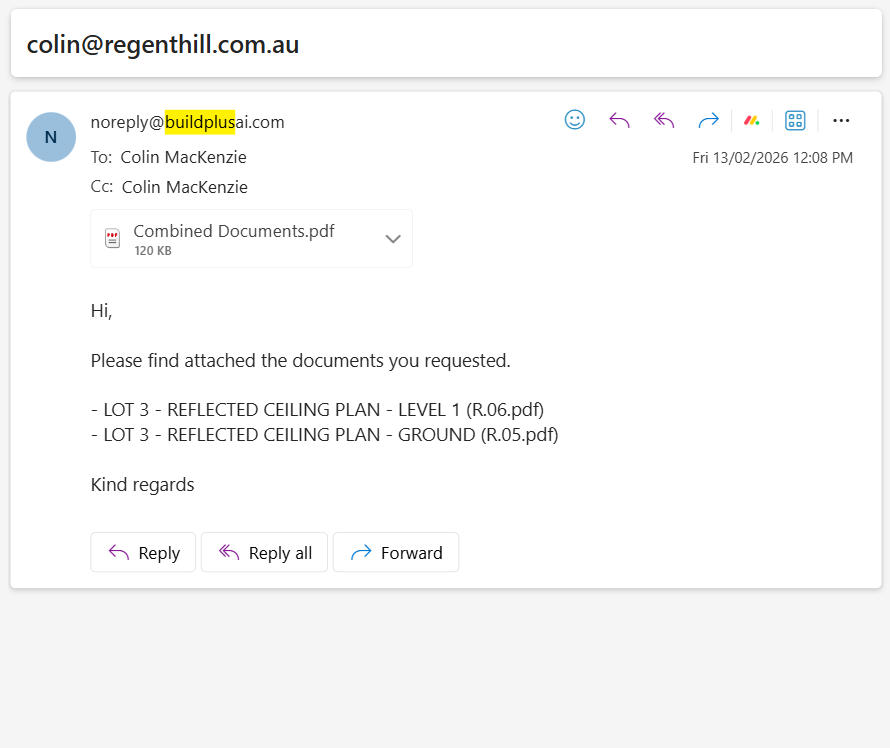 colin@regenthill.com.au
N
noreply@buildplusai.com
To: Colin MacKenzie
Fri 13/02/2026 12:08 PM
Cc: Colin MacKenzie
PDF
Combined Documents.pdf
120 KB
Hi,
Please find attached the documents you requested.
- LOT 3 - REFLECTED CEILING PLAN - LEVEL 1 (R.06.pdf)
- LOT 3 - REFLECTED CEILING PLAN - GROUND (R.05.pdf)
Kind regards
Reply
Reply all
Forward